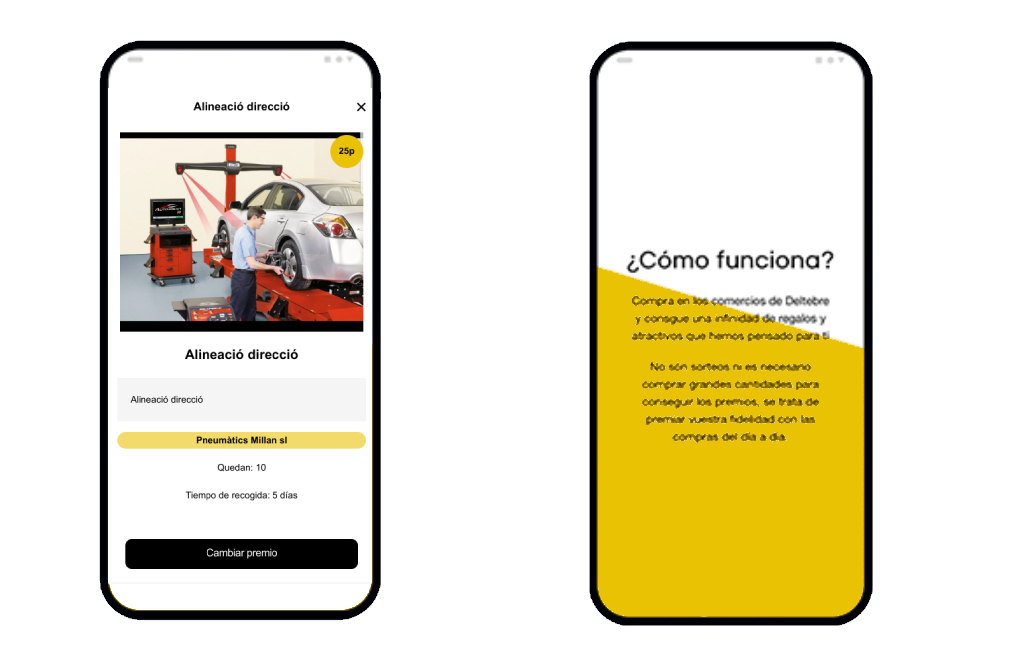 Alineació direcció
25p
Alineació direcció
Alineació direcció
Pneumàtics Millan sl
Quedan: 10
Tiempo de recogida: 5 días
Cambiar premio
¿Cómo funciona?
Compra en los comercios de Deltebre
y consigue una infinidad de regalos y
atractivos que hemos pensado para ti
No són sorteos ni es necesario
comprar grandes cantidades para
conseguir los premios, se trata de
premiar vuestra fidelidad con las
compras del día a día